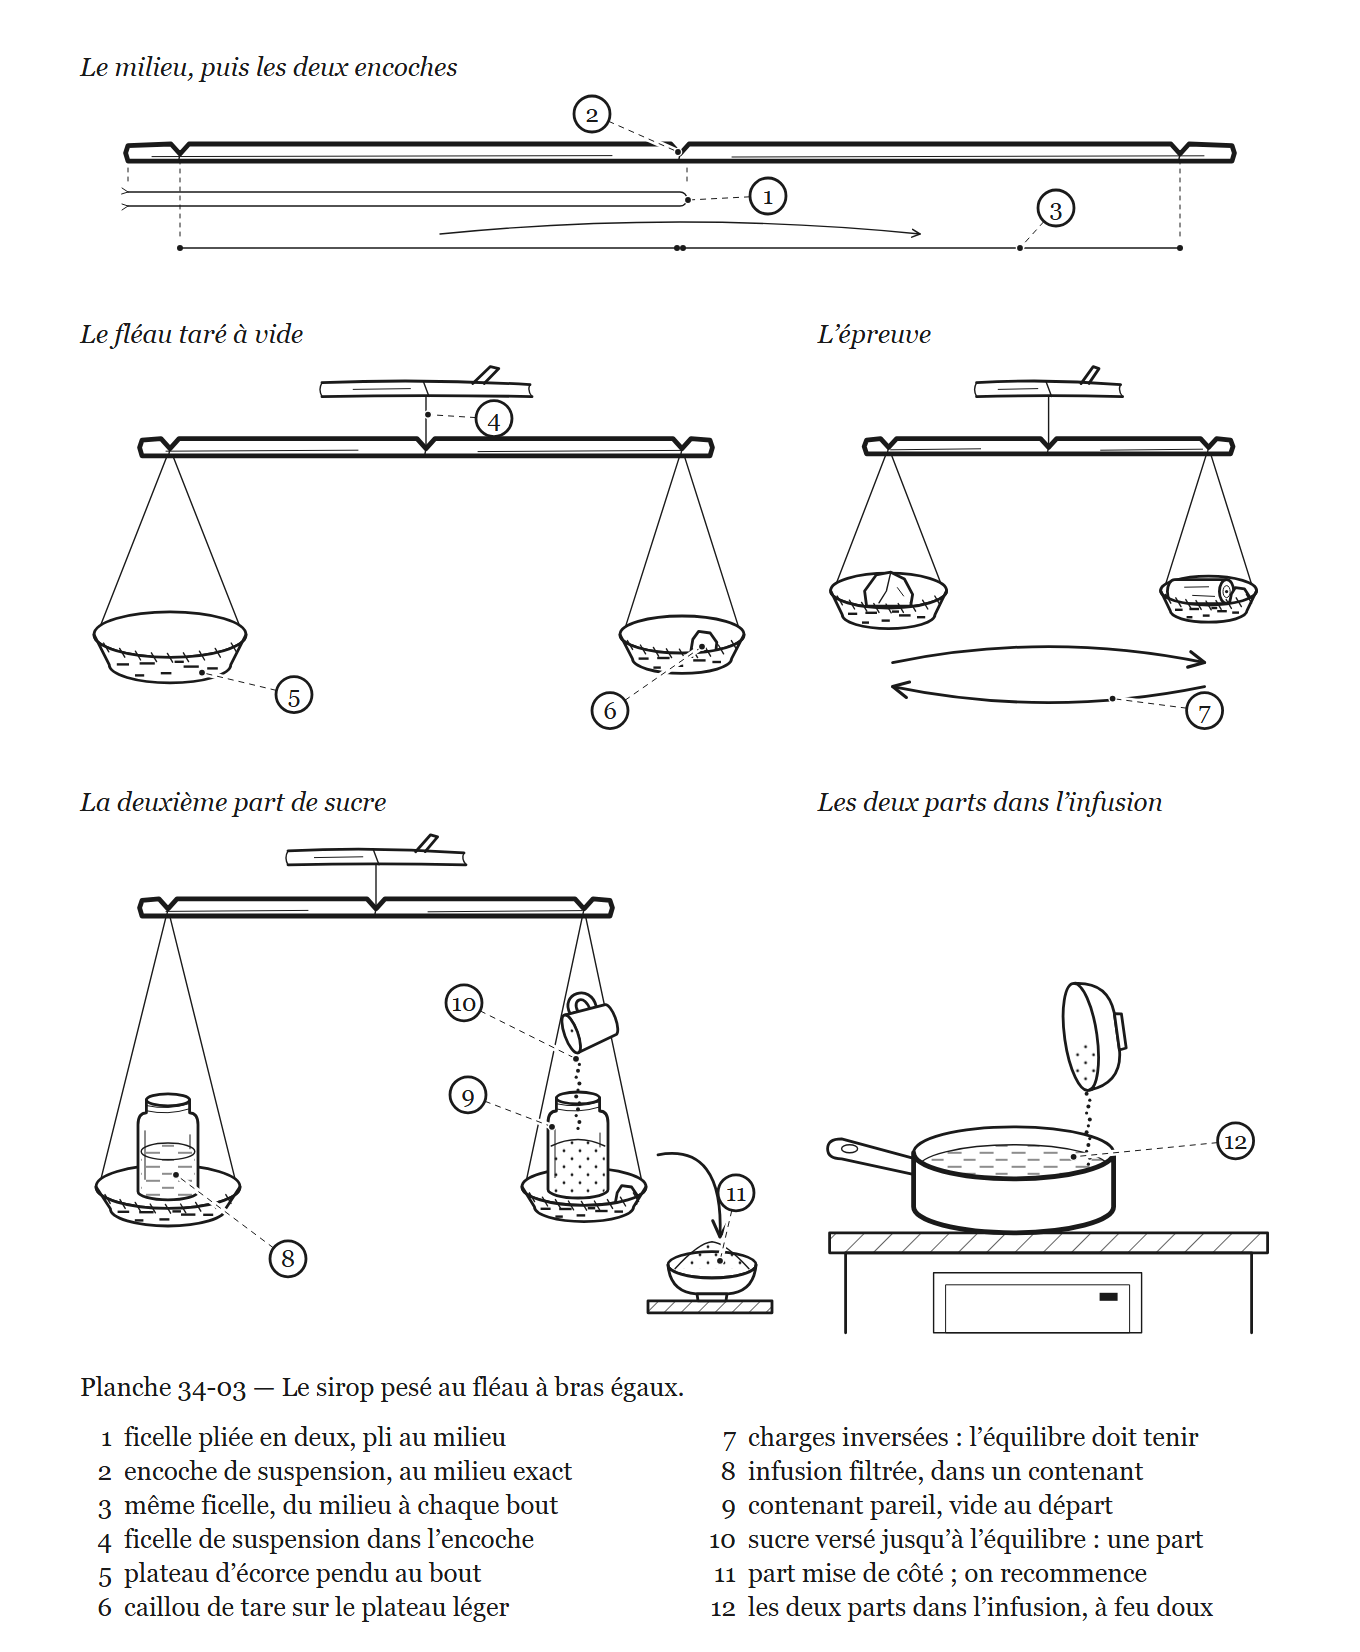 Le milieu, puis les deux encoches
2
1
3
Le fléau taré à vide
L’épreuve
4
5
6
7
La deuxième part de sucre
Les deux parts dans l’infusion
10
9
12
11
8
Planche 34-03 — Le sirop pesé au fléau à bras égaux.
1 ficelle pliée en deux, pli au milieu
2 encoche de suspension, au milieu exact
3 même ficelle, du milieu à chaque bout
4 ficelle de suspension dans l’encoche
5 plateau d’écorce pendu au bout
6 caillou de tare sur le plateau léger
7 charges inversées : l’équilibre doit tenir
8 infusion filtrée, dans un contenant
9 contenant pareil, vide au départ
10 sucre versé jusqu’à l’équilibre : une part
11 part mise de côté ; on recommence
12 les deux parts dans l’infusion, à feu doux